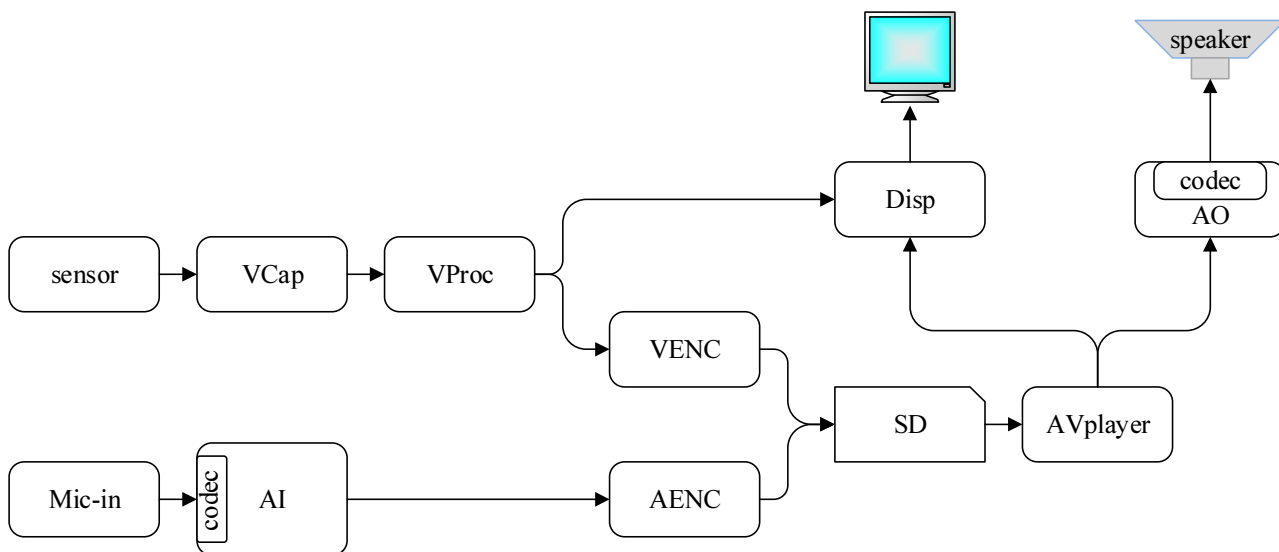 speaker
codec
Disp
AO
sensor
VCap
VProc
VENC
SD
AVplayer
Mic-in
codec
AI
AENC